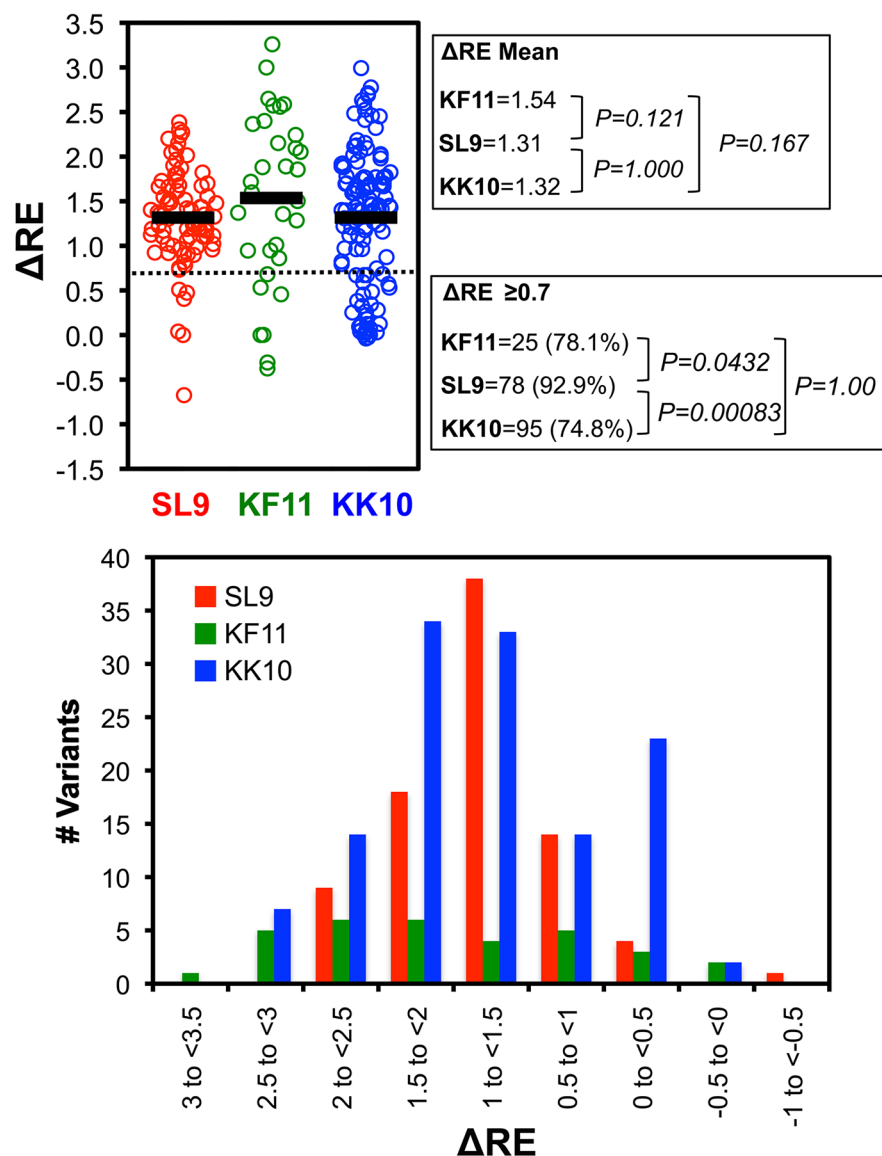 3.5
3.0
2.5
2.0
1.5
1.0
0.5
0.0
-0.5
-1.0
-1.5
ΔRE
SL9 KF11 KK10
ΔRE Mean
KF11=1.54
SL9=1.31
KK10=1.32
P=0.121
P=1.000
P=0.167
ΔRE ≥0.7
KF11=25 (78.1%)
SL9=78 (92.9%)
KK10=95 (74.8%)
P=0.0432
P=0.00083
P=1.00
40
35
30
25
20
15
10
5
0
# Variants
SL9
KF11
KK10
3 to <3.5
2.5 to <3
2 to <2.5
1.5 to <2
1 to <1.5
0.5 to <1
0 to <0.5
-0.5 to <0
-1 to <-0.5
ΔRE